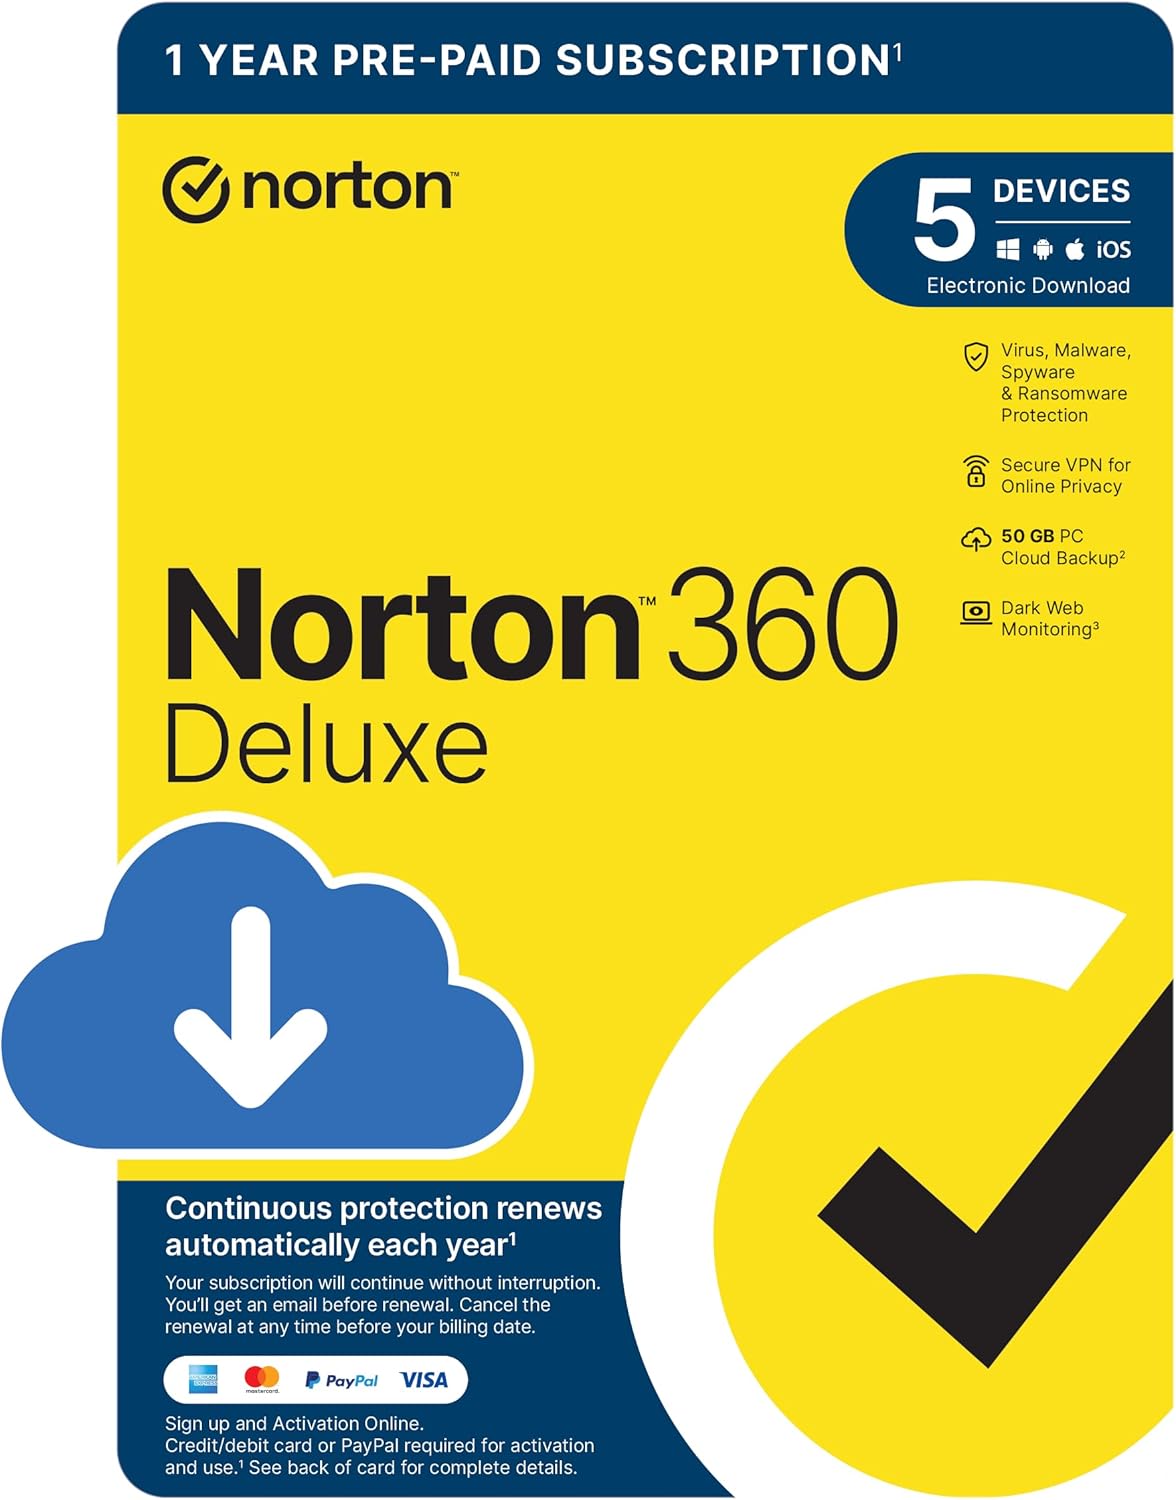 1 YEAR PRE-PAID SUBSCRIPTION¹
norton™
5 DEVICES
iOS
Electronic Download
Virus, Malware,
Spyware
& Ransomware
Protection
Secure VPN for
Online Privacy
50 GB PC
Cloud Backup²
Dark Web
Monitoring³
Norton™ 360
Deluxe
Continuous protection renews
automatically each year¹
Your subscription will continue without interruption.
You'll get an email before renewal. Cancel the
renewal at any time before your billing date.
AMERICAN EXPRESS mastercard. PayPal VISA
Sign up and Activation Online.
Credit/debit card or PayPal required for activation
and use.¹ See back of card for complete details.